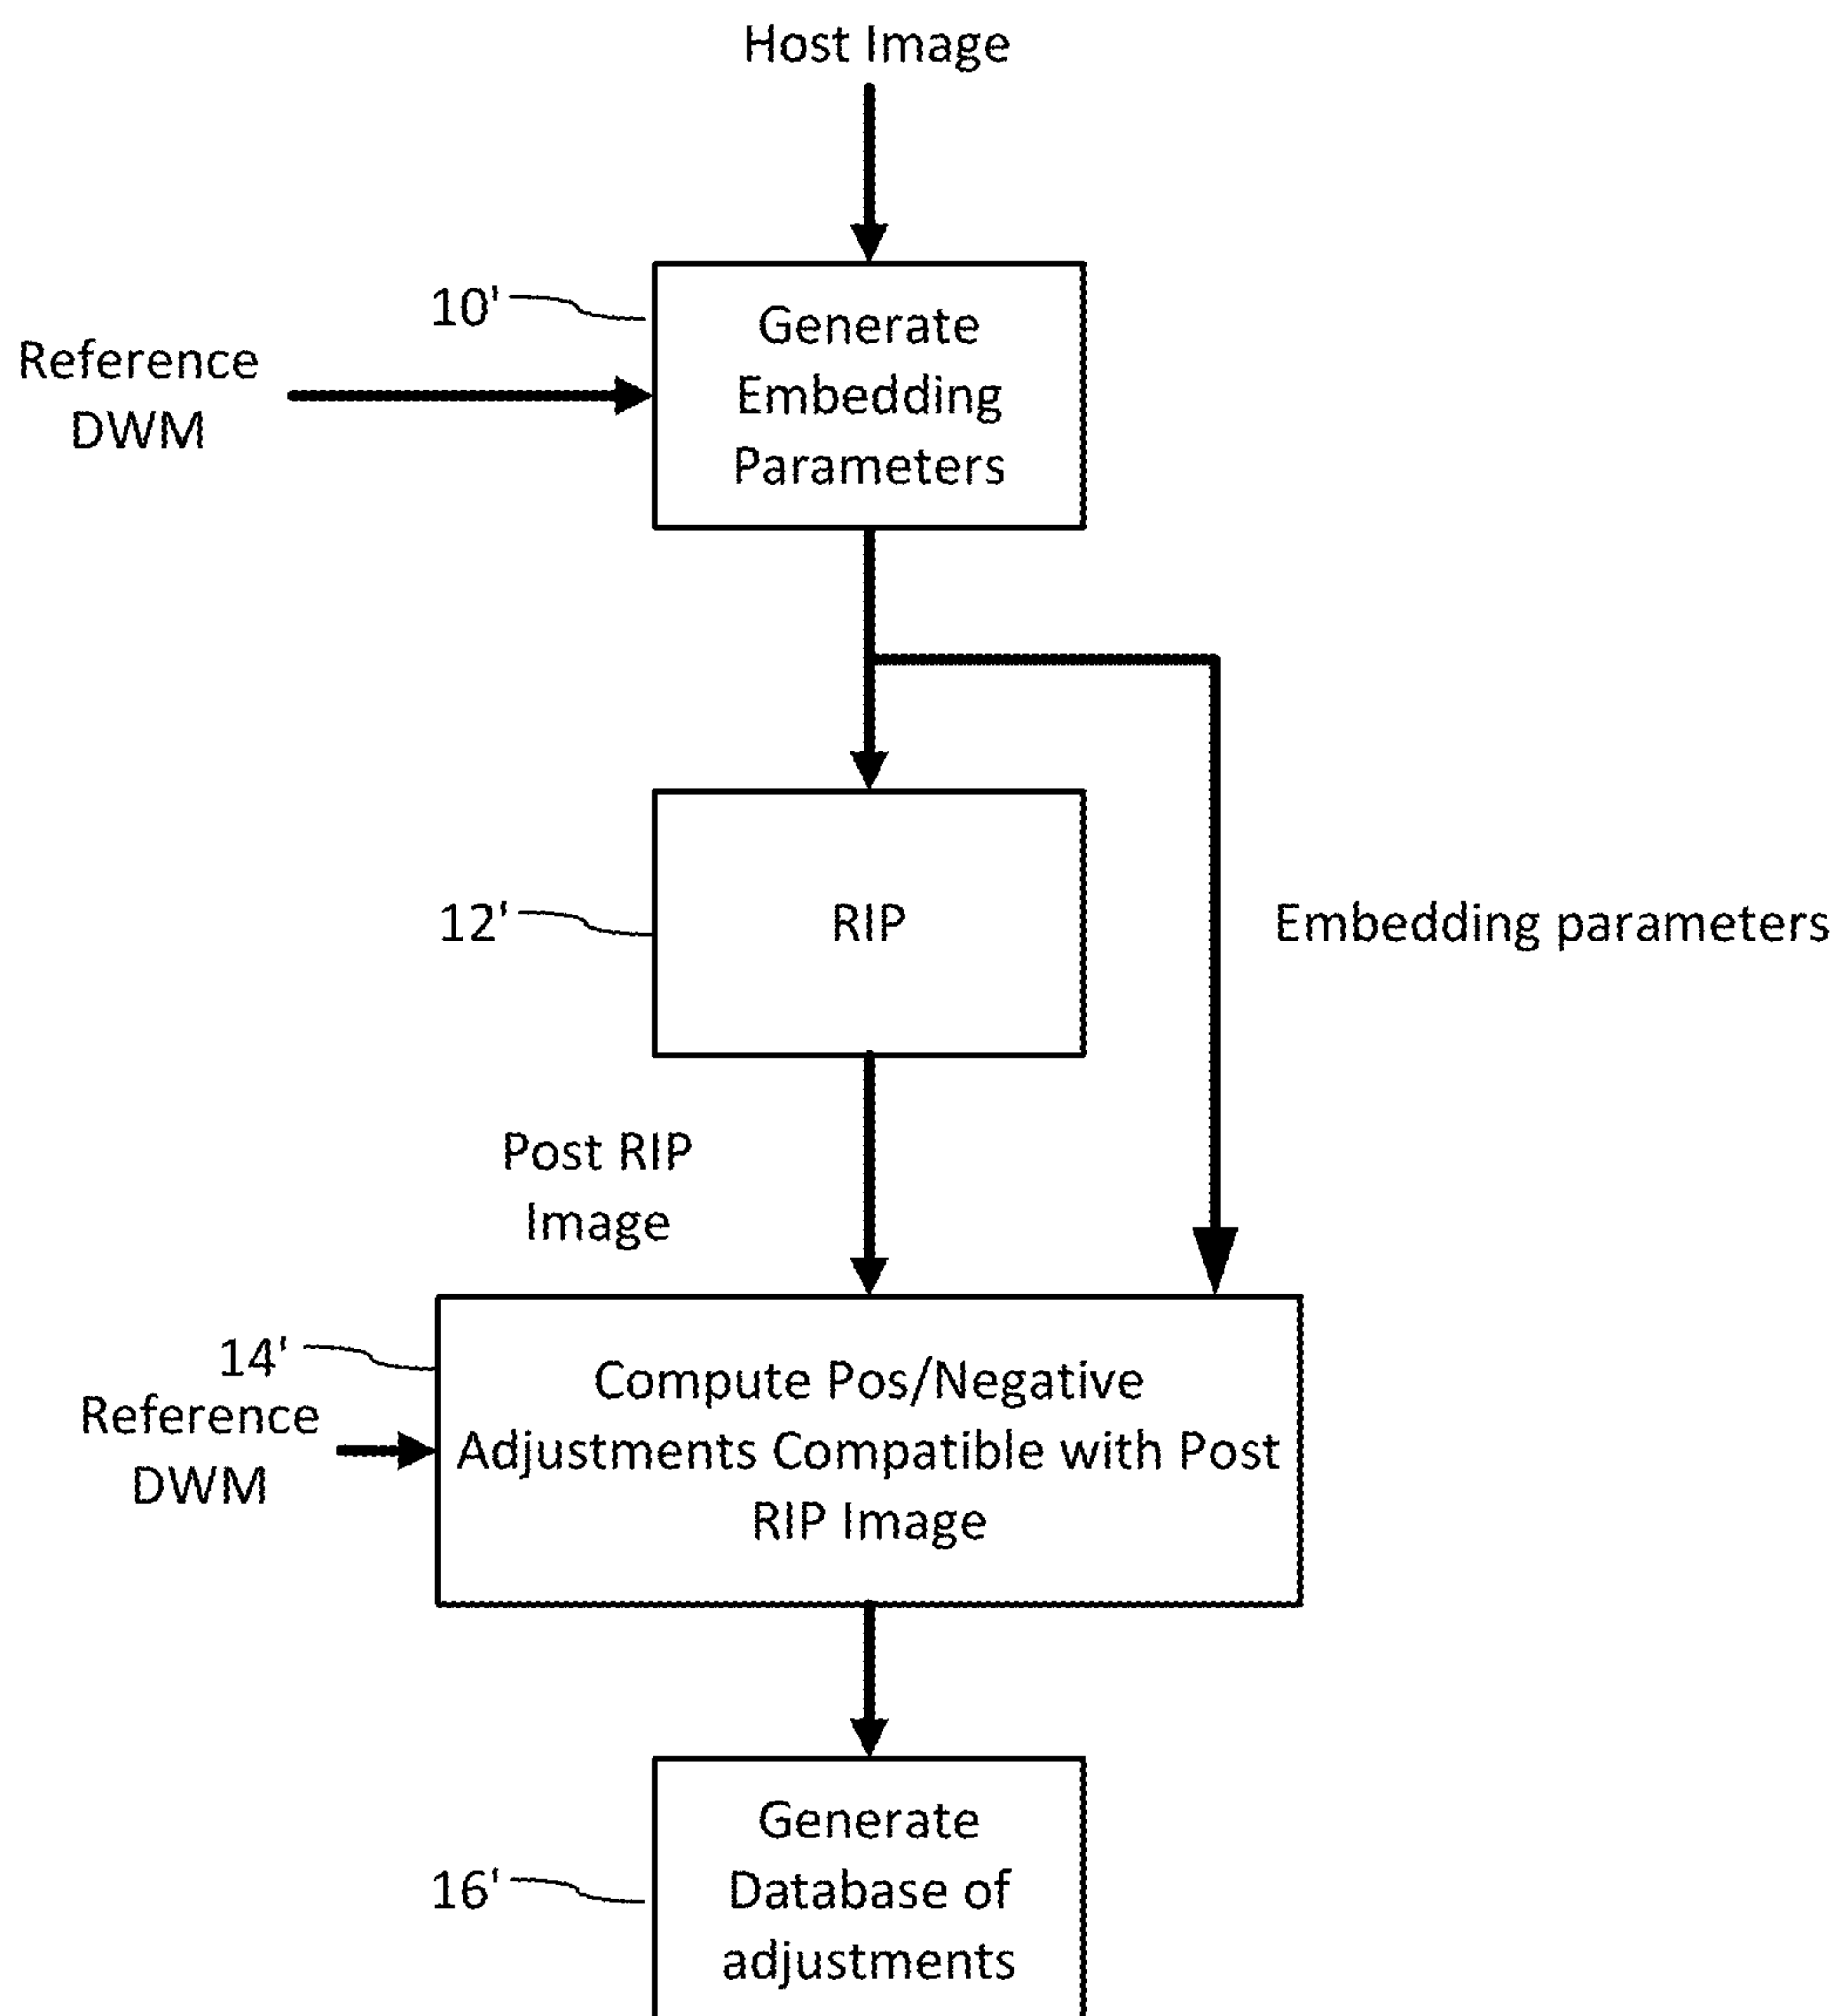 Host Image
10'
Generate
Embedding
Parameters
Reference
DWM
12'
RIP
Embedding parameters
Post RIP
Image
14'
Reference
DWM
Compute Pos/Negative
Adjustments Compatible with Post
RIP Image
16'
Generate
Database of
adjustments